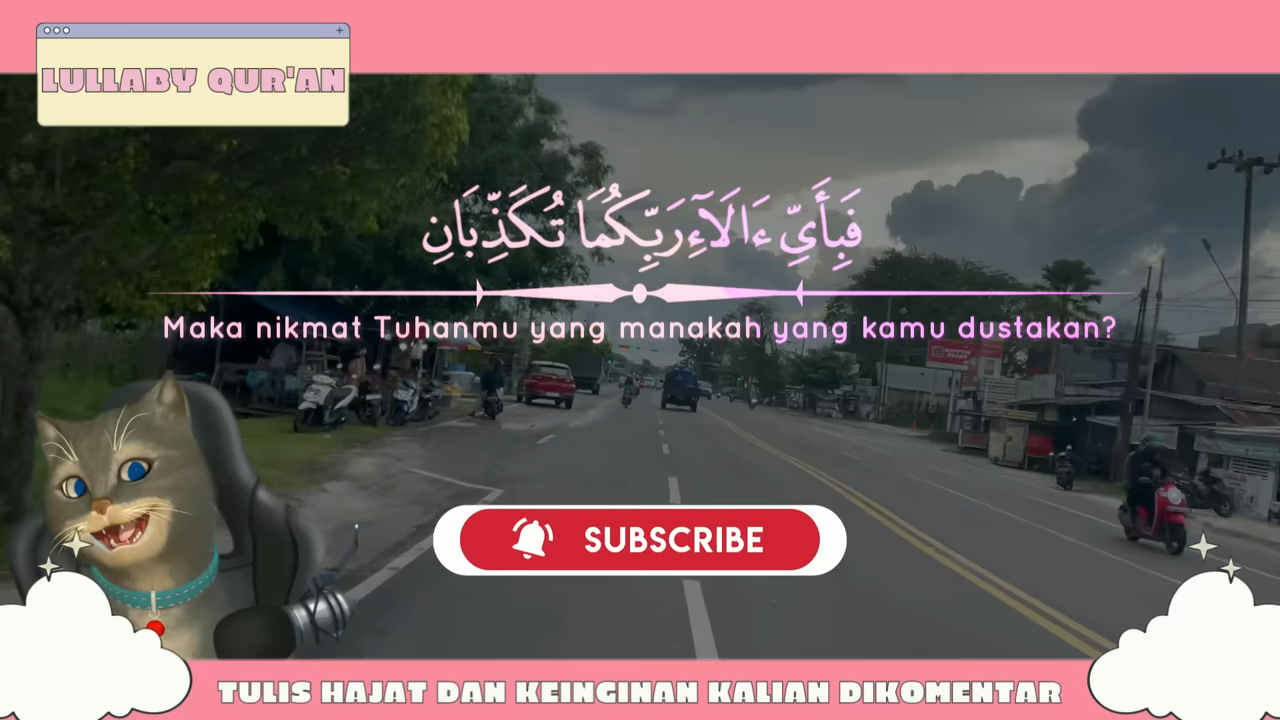 LULLABY QUR'AN
فَبِأَيِّ ءَالَآءِ رَبِّكُمَا تُكَذِّبَانِ
Maka nikmat Tuhanmu yang manakah yang kamu dustakan?
SUBSCRIBE
TULIS HAJAT DAN KEINGINAN KALIAN DIKOMENTAR